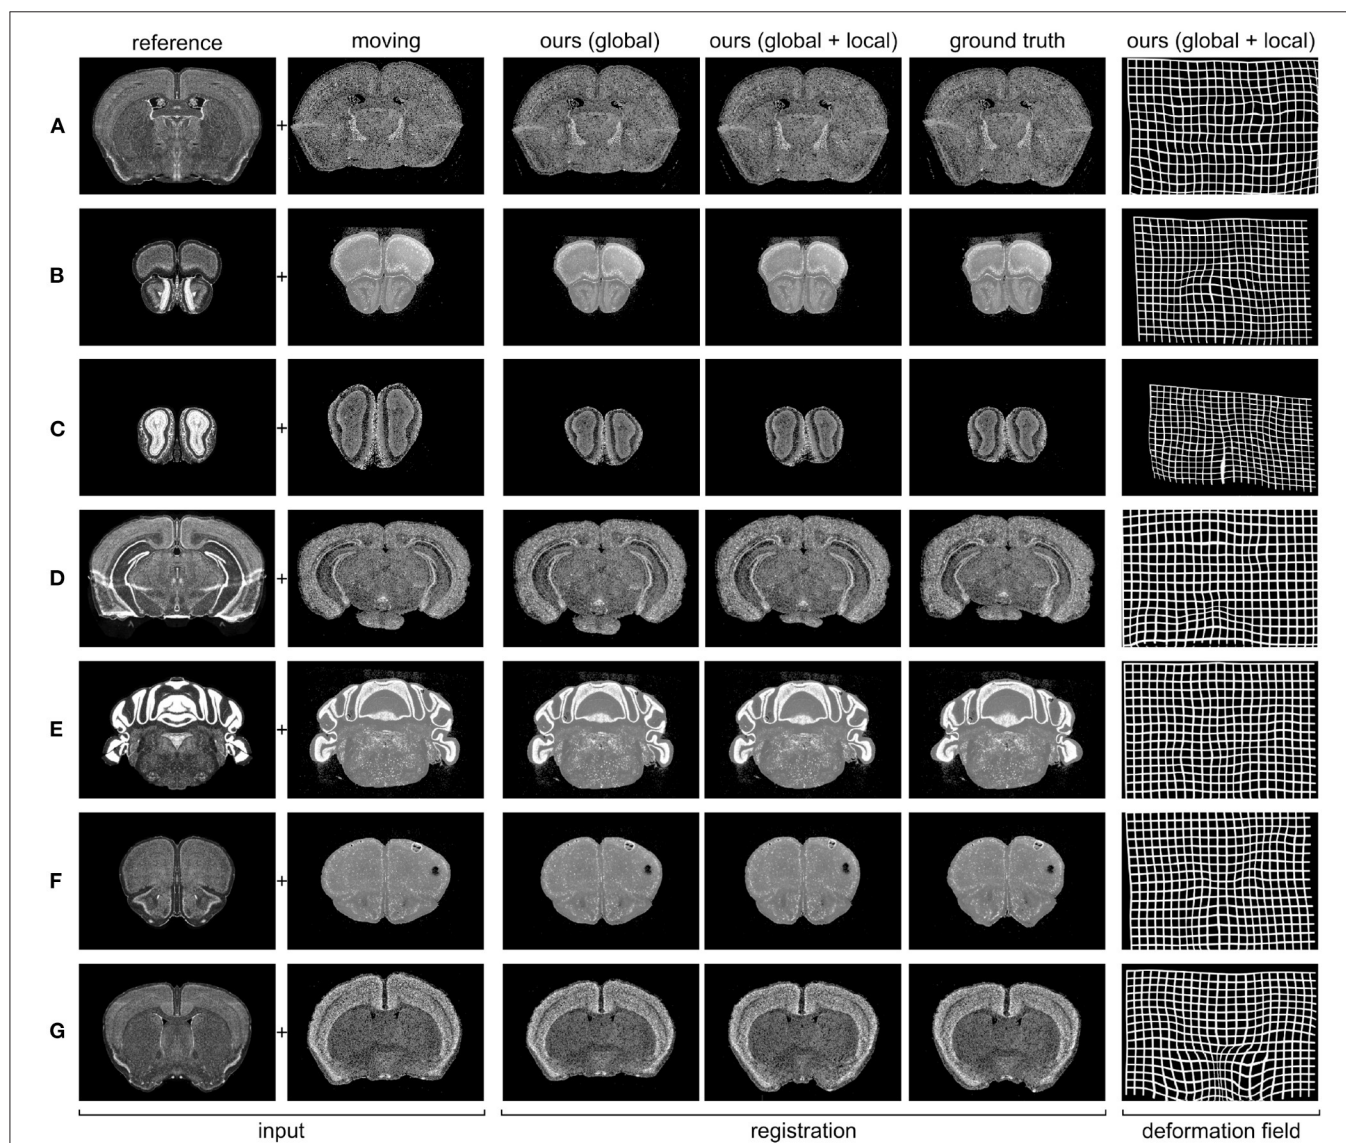 reference moving ours (global) ours (global + local) ground truth ours (global + local)
A +
B +
C +
D +
E +
F +
G +
input registration deformation field